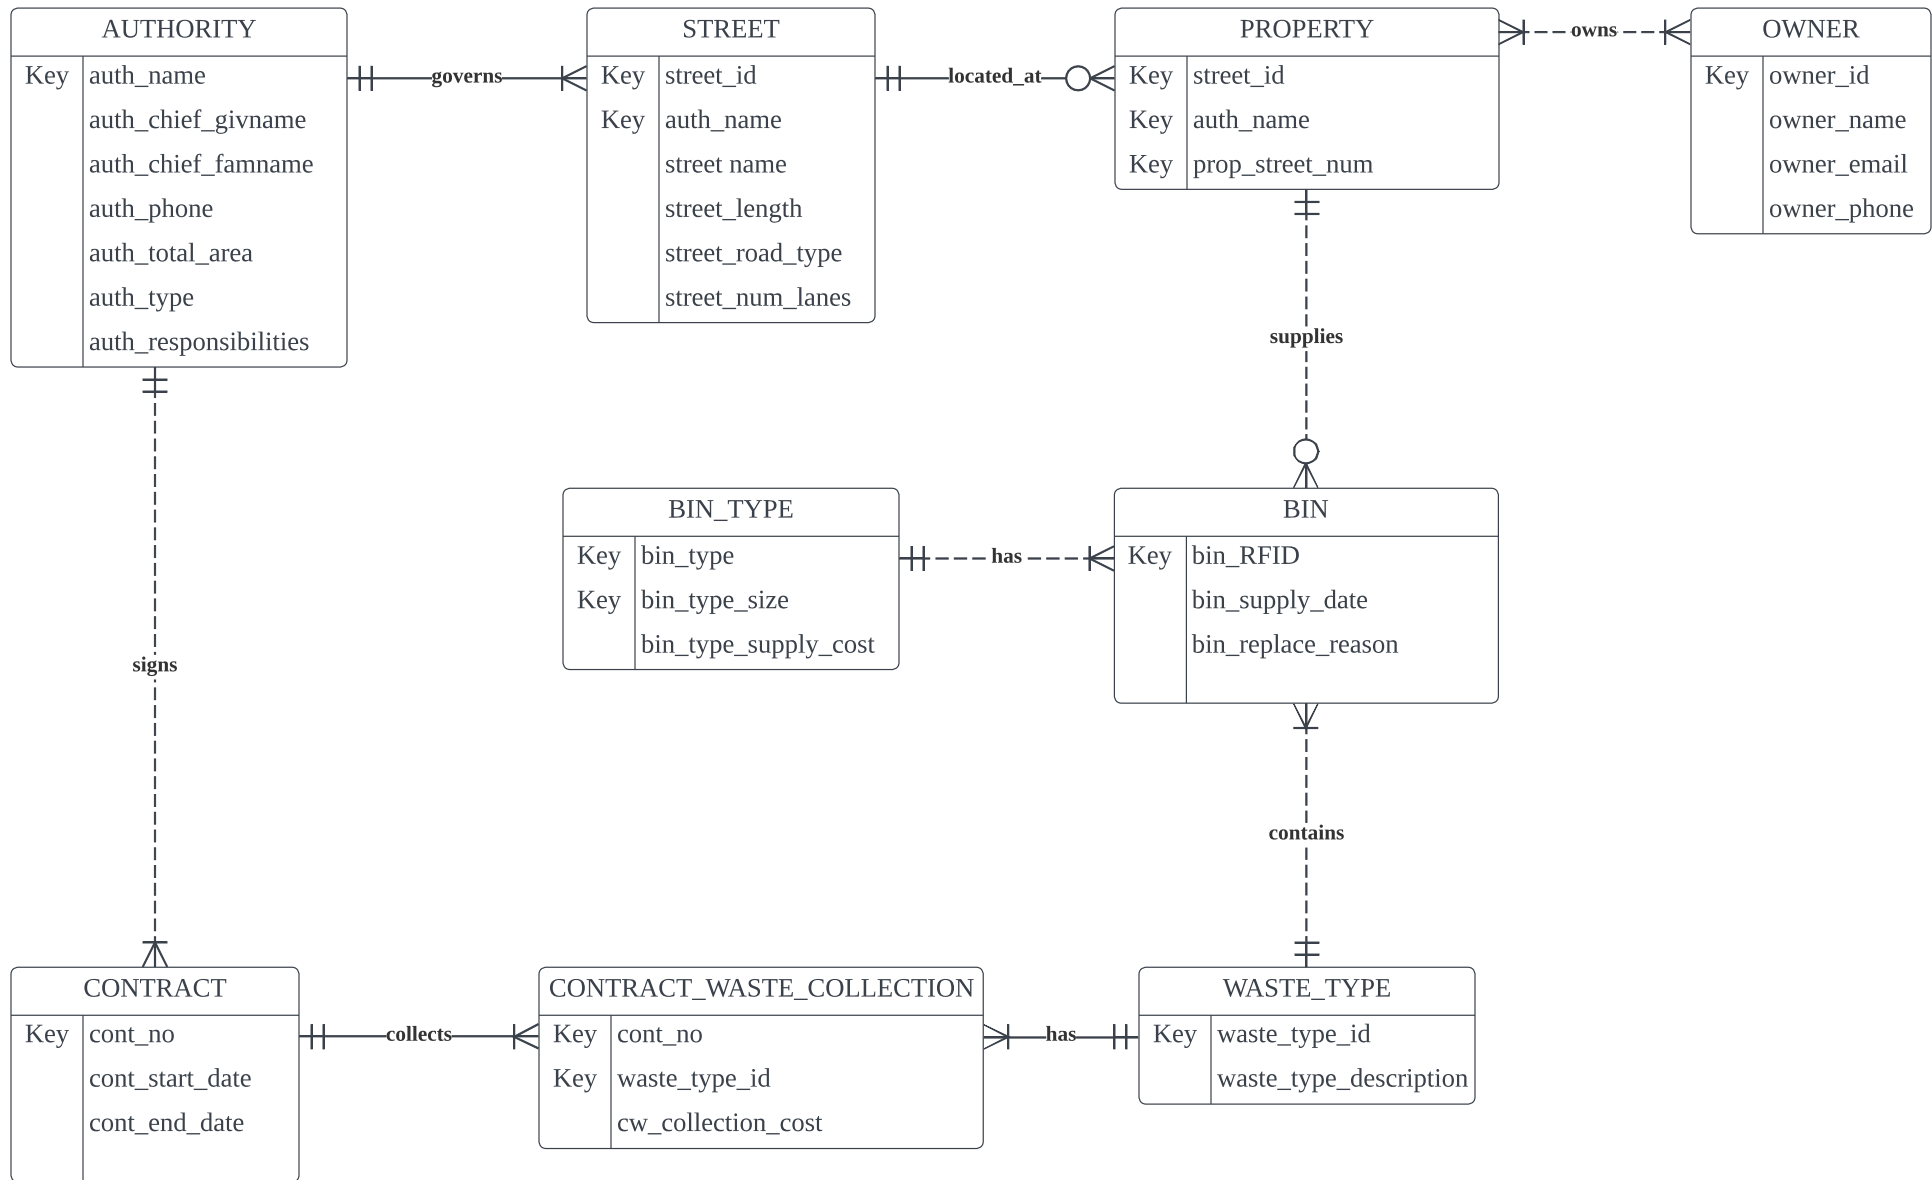 AUTHORITY
Key auth_name
auth_chief_givname
auth_chief_famname
auth_phone
auth_total_area
auth_type
auth_responsibilities
governs
STREET
Key street_id
Key auth_name
street name
street_length
street_road_type
street_num_lanes
located_at
PROPERTY
Key street_id
Key auth_name
Key prop_street_num
owns
OWNER
Key owner_id
owner_name
owner_email
owner_phone
supplies
signs
BIN_TYPE
Key bin_type
Key bin_type_size
bin_type_supply_cost
has
BIN
Key bin_RFID
bin_supply_date
bin_replace_reason
contains
CONTRACT
Key cont_no
cont_start_date
cont_end_date
collects
CONTRACT_WASTE_COLLECTION
Key cont_no
Key waste_type_id
cw_collection_cost
has
WASTE_TYPE
Key waste_type_id
waste_type_description